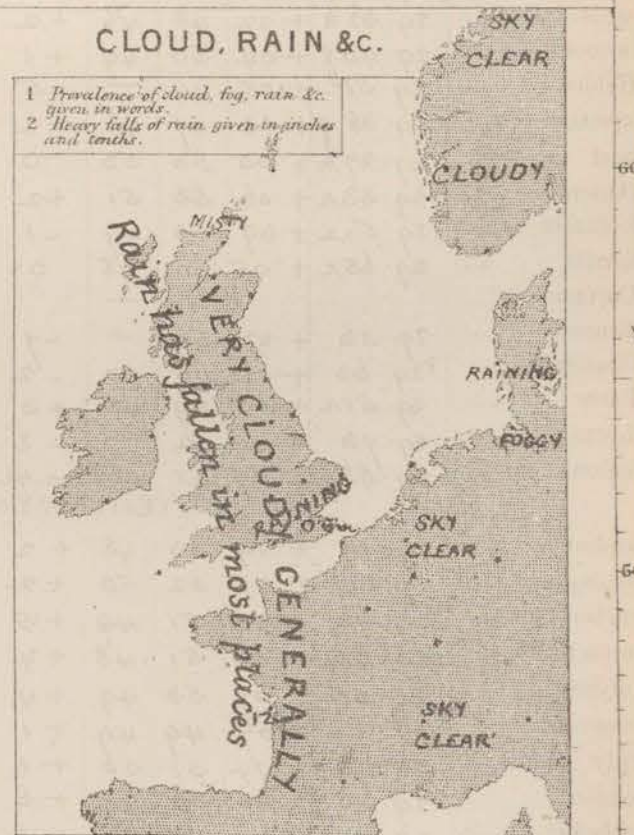 CLOUD, RAIN &c.
1 Prevalence of cloud, fog, rain &c.
given in words.
2 Heavy falls of rain given in inches
and tenths.
SKY
CLEAR
CLOUDY
MISTY
Rain has fallen in most places
VERY CLOUDY GENERALLY
RAINING
FOGGY
RAINING
SKY
CLEAR
1·2
SKY
CLEAR